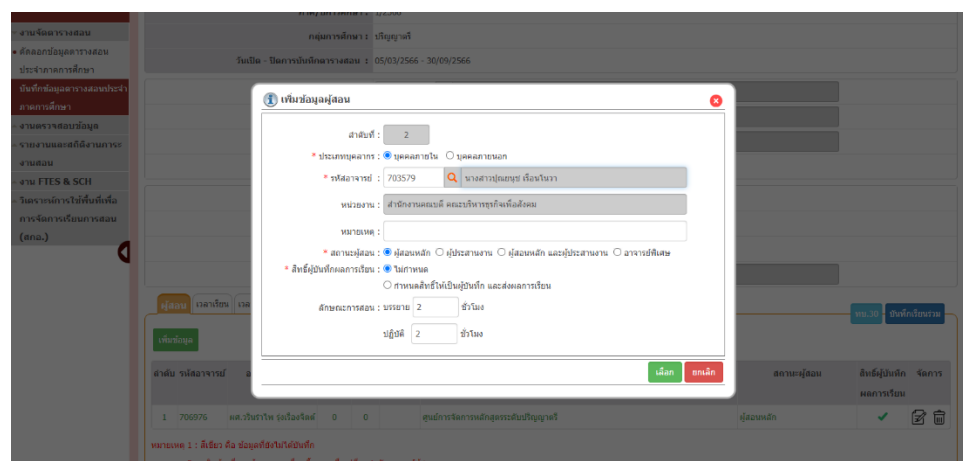 ภาค/ปีการศึกษา : 1/2566
กลุ่มการศึกษา : ปริญญาตรี
วันเปิด - ปิดการบันทึกตารางสอน : 05/03/2566 - 30/09/2566
งานจัดตารางสอน
คัดลอกข้อมูลตารางสอน
ประจำภาคการศึกษา
บันทึกข้อมูลตารางสอนประจำ
ภาคการศึกษา
งานตรวจสอบข้อมูล
รายงานและสถิติงานภาระ
งานสอน
งาน FTES & SCH
วิเคราะห์การใช้พื้นที่เพื่อ
การจัดการเรียนการสอน
(สกอ.)
เพิ่มข้อมูลผู้สอน
ลำดับที่ : 2
* ประเภทบุคลากร : บุคคลภายใน บุคคลภายนอก
* รหัสอาจารย์ : 703579 นางสาวปุณยนุช เรือนในวา
หน่วยงาน : สำนักงานคณบดี คณะบริหารธุรกิจเพื่อสังคม
หมายเหตุ :
* สถานะผู้สอน : ผู้สอนหลัก ผู้ประสานงาน ผู้สอนหลัก และผู้ประสานงาน อาจารย์พิเศษ
* สิทธิ์ผู้บันทึกผลการเรียน : ไม่กำหนด
กำหนดสิทธิ์ให้เป็นผู้บันทึก และส่งผลการเรียน
ลักษณะการสอน : บรรยาย 2 ชั่วโมง
ปฏิบัติ 2 ชั่วโมง
เลือก ยกเลิก
ผู้สอน เวลาเรียน
มอ.30 บันทึกเรียนรวม
เพิ่มข้อมูล
ลำดับ รหัสอาจารย์ สถานะผู้สอน สิทธิ์ผู้บันทึก จัดการ
ผลการเรียน
1 706976 ผศ.วรินราไพ รุ่งเรืองจิตต์ 0 0 ศูนย์การจัดการหลักสูตรระดับปริญญาตรี ผู้สอนหลัก
หมายเหตุ 1 : สีเขียว คือ ข้อมูลที่ยังไม่ได้บันทึก